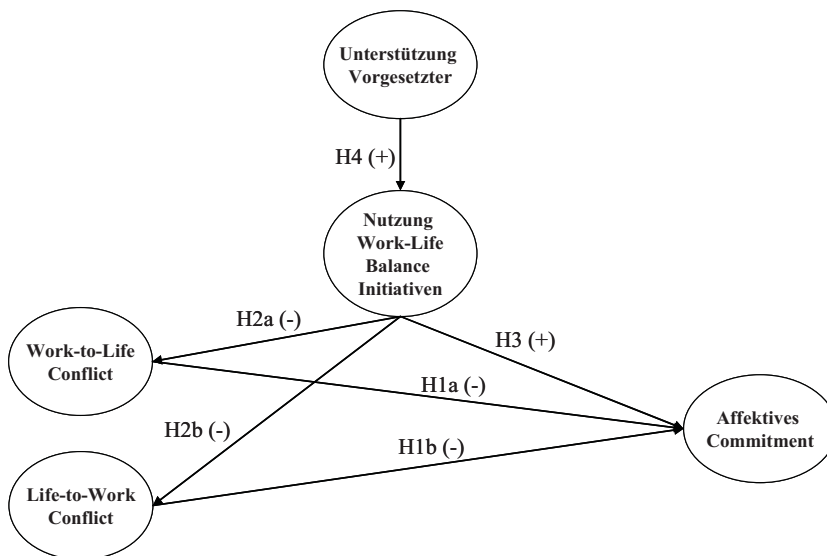 Unterstützung
Vorgesetzter
H4 (+)
Nutzung
Work-Life
Balance
Initiativen
H2a (-)
H3 (+)
Work-to-Life
Conflict
H1a (-)
Affektives
Commitment
H2b (-)
H1b (-)
Life-to-Work
Conflict